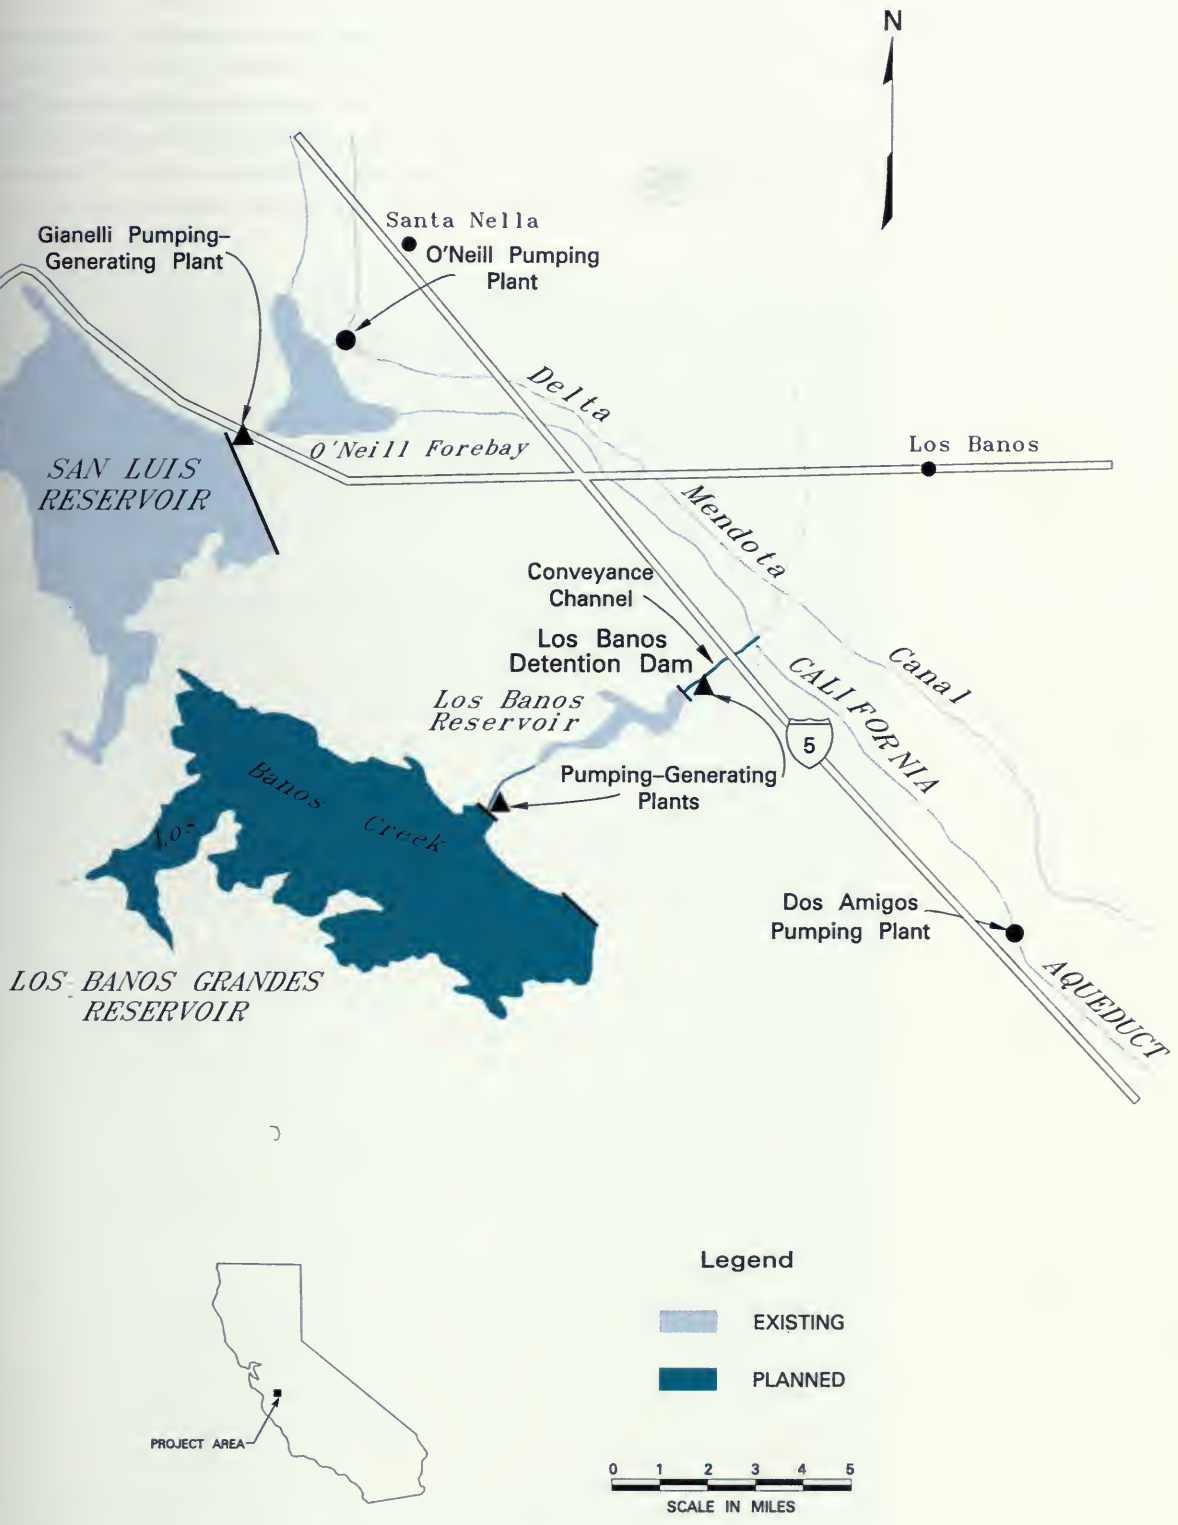 N
Santa Nella
Gianelli Pumping-
Generating Plant
O'Neill Pumping
Plant
Delta
O'Neill Forebay
Los Banos
SAN LUIS
RESERVOIR
Mendota
Conveyance
Channel
Los Banos
Detention Dam
Canal
CALIFORNIA
Los Banos
Reservoir
5
Pumping-Generating
Plants
Los Banos Creek
Dos Amigos
Pumping Plant
AQUEDUCT
LOS BANOS GRANDES
RESERVOIR
Legend
EXISTING
PLANNED
PROJECT AREA
0 1 2 3 4 5
SCALE IN MILES